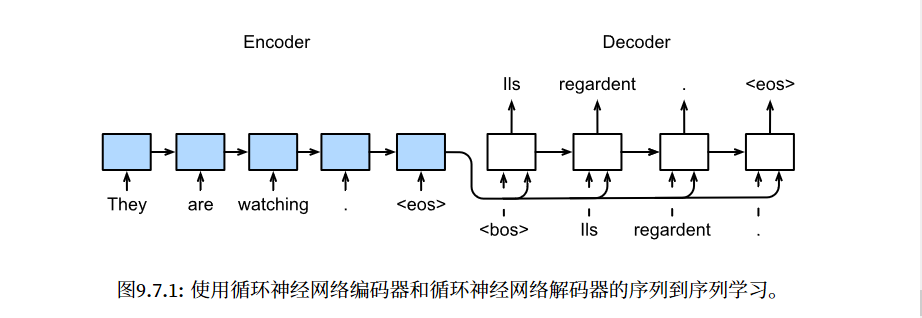 Encoder Decoder
Ils regardent . <eos>
They are watching . <eos>
<bos> Ils regardent .
图9.7.1: 使用循环神经网络编码器和循环神经网络解码器的序列到序列学习。